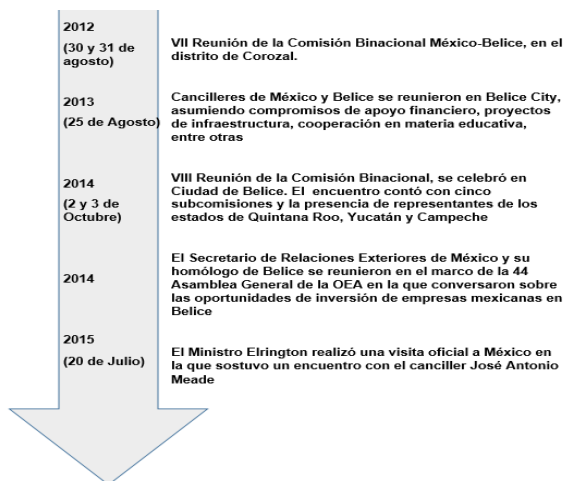 2012
(30 y 31 de
agosto)
VII Reunión de la Comisión Binacional México-Belice, en el
distrito de Corozal.
2013
(25 de Agosto)
Cancilleres de México y Belice se reunieron en Belice City,
asumiendo compromisos de apoyo financiero, proyectos
de infraestructura, cooperación en materia educativa,
entre otras
2014
(2 y 3 de
Octubre)
VIII Reunión de la Comisión Binacional, se celebró en
Ciudad de Belice. El encuentro contó con cinco
subcomisiones y la presencia de representantes de los
estados de Quintana Roo, Yucatán y Campeche
2014
El Secretario de Relaciones Exteriores de México y su
homólogo de Belice se reunieron en el marco de la 44
Asamblea General de la OEA en la que conversaron sobre
las oportunidades de inversión de empresas mexicanas en
Belice
2015
(20 de Julio)
El Ministro Elrington realizó una visita oficial a México en
la que sostuvo un encuentro con el canciller José Antonio
Meade